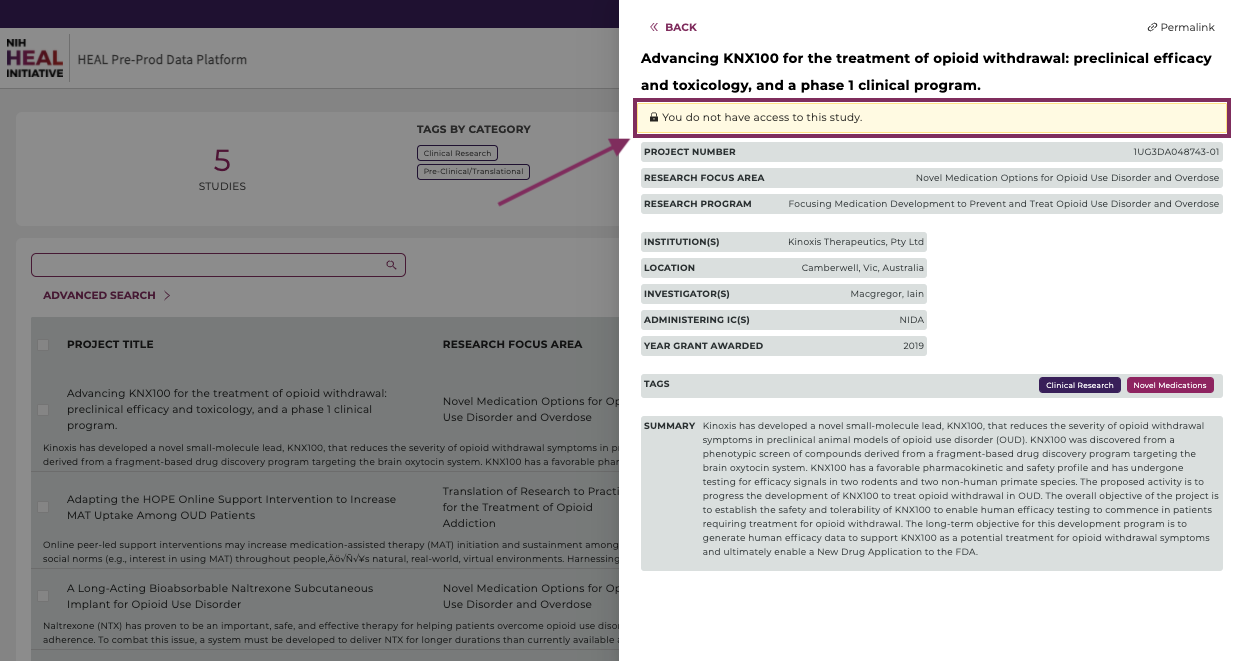 NIH
HEAL
INITIATIVE
HEAL Pre-Prod Data Platform
5
STUDIES
TAGS BY CATEGORY
Clinical Research
Pre-Clinical/Translational
ADVANCED SEARCH
PROJECT TITLE
RESEARCH FOCUS AREA
Advancing KNX100 for the treatment of opioid withdrawal:
preclinical efficacy and toxicology, and a phase 1 clinical
program.
Novel Medication Options for Op
Use Disorder and Overdose
Kinoxis has developed a novel small-molecule lead, KNX100, that reduces the severity of opioid withdrawal symptoms in p
derived from a fragment-based drug discovery program targeting the brain oxytocin system. KNX100 has a favorable phar
Adapting the HOPE Online Support Intervention to Increase
MAT Uptake Among OUD Patients
Translation of Research to Practi
for the Treatment of Opioid
Addiction
Online peer-led support interventions may increase medication-assisted therapy (MAT) initiation and sustainment among
social norms (e.g., interest in using MAT) throughout people‚Äöv̈Ñv¥s natural, real-world, virtual environments. Harnessing
A Long-Acting Bioabsorbable Naltrexone Subcutaneous
Implant for Opioid Use Disorder
Novel Medication Options for Op
Use Disorder and Overdose
Naltrexone (NTX) has proven to be an important, safe, and effective therapy for helping patients overcome opioid use diso
adherence. To combat this issue, a system must be developed to deliver NTX for longer durations than currently available
BACK
Permalink
Advancing KNX100 for the treatment of opioid withdrawal: preclinical efficacy
and toxicology, and a phase 1 clinical program.
You do not have access to this study.
PROJECT NUMBER 1UG3DA048743-01
RESEARCH FOCUS AREA Novel Medication Options for Opioid Use Disorder and Overdose
RESEARCH PROGRAM Focusing Medication Development to Prevent and Treat Opioid Use Disorder and Overdose
INSTITUTION(S) Kinoxis Therapeutics, Pty Ltd
LOCATION Camberwell, Vic, Australia
INVESTIGATOR(S) Macgregor, Iain
ADMINISTERING IC(S) NIDA
YEAR GRANT AWARDED 2019
TAGS Clinical Research Novel Medications
SUMMARY Kinoxis has developed a novel small-molecule lead, KNX100, that reduces the severity of opioid withdrawal
symptoms in preclinical animal models of opioid use disorder (OUD). KNX100 was discovered from a
phenotypic screen of compounds derived from a fragment-based drug discovery program targeting the
brain oxytocin system. KNX100 has a favorable pharmacokinetic and safety profile and has undergone
testing for efficacy signals in two rodents and two non-human primate species. The proposed activity is to
progress the development of KNX100 to treat opioid withdrawal in OUD. The overall objective of the project is
to establish the safety and tolerability of KNX100 to enable human efficacy testing to commence in patients
requiring treatment for opioid withdrawal. The long-term objective for this development program is to
generate human efficacy data to support KNX100 as a potential treatment for opioid withdrawal symptoms
and ultimately enable a New Drug Application to the FDA.